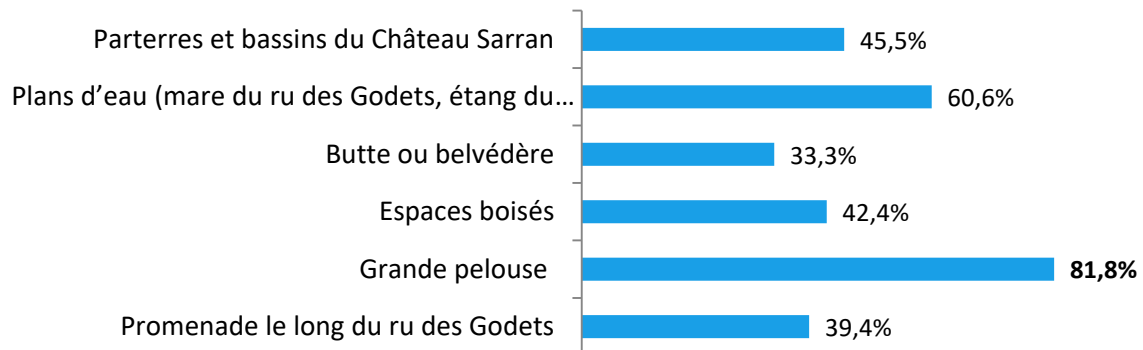 Parterres et bassins du Château Sarran 45,5%
Plans d’eau (mare du ru des Godets, étang du… 60,6%
Butte ou belvédère 33,3%
Espaces boisés 42,4%
Grande pelouse 81,8%
Promenade le long du ru des Godets 39,4%